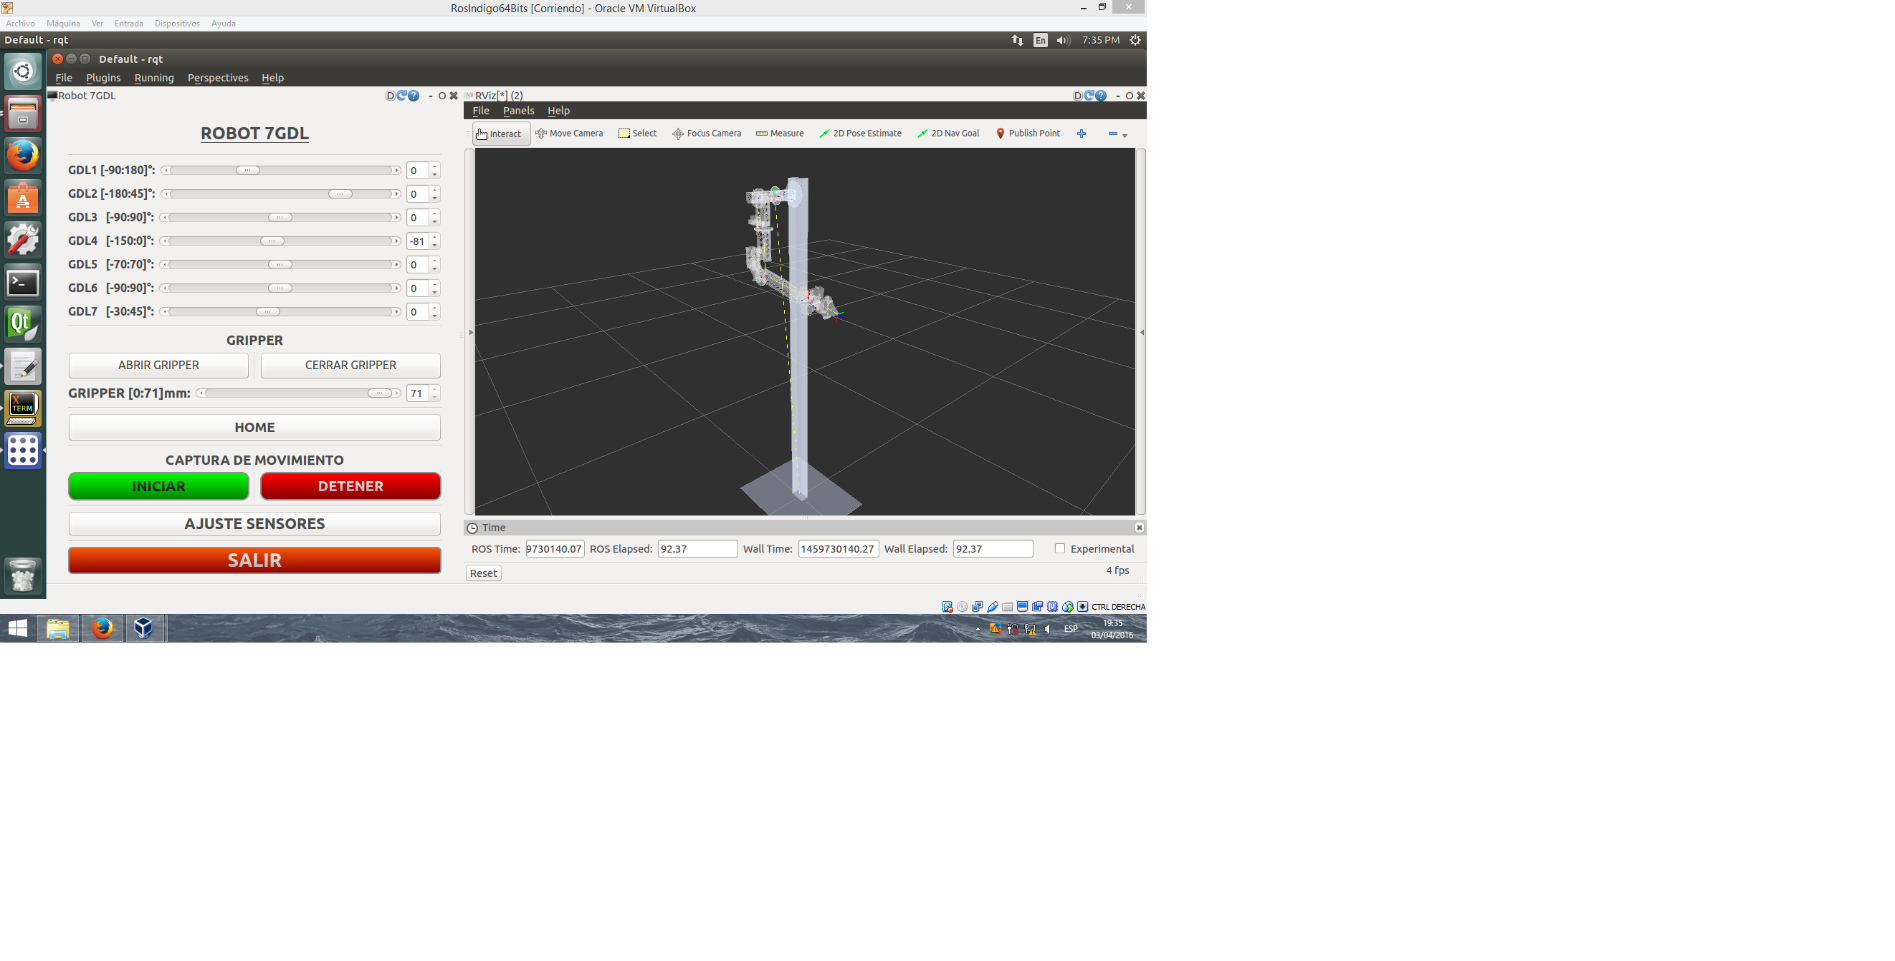 RosIndigo64Bits [Corriendo] - Oracle VM VirtualBox
Archivo Máquina Ver Entrada Dispositivos Ayuda
Default - rqt En 7:35 PM
Default - rqt
File Plugins Running Perspectives Help
Robot 7GDL
ROBOT 7GDL
GDL1 [-90:180]°: 0
GDL2 [-180:45]°: 0
GDL3 [-90:90]°: 0
GDL4 [-150:0]°: -81
GDL5 [-70:70]°: 0
GDL6 [-90:90]°: 0
GDL7 [-30:45]°: 0
GRIPPER
ABRIR GRIPPER CERRAR GRIPPER
GRIPPER [0:71]mm: 71
HOME
CAPTURA DE MOVIMIENTO
INICIAR DETENER
AJUSTE SENSORES
SALIR
RViz[*] (2)
File Panels Help
Interact Move Camera Select Focus Camera Measure 2D Pose Estimate 2D Nav Goal Publish Point
Time
ROS Time: 9730140.07 ROS Elapsed: 92.37 Wall Time: 1459730140.27 Wall Elapsed: 92.37 Experimental
Reset 4 fps
CTRL DERECHA
Qt
X
TERM
ESP
19:35
03/04/2016